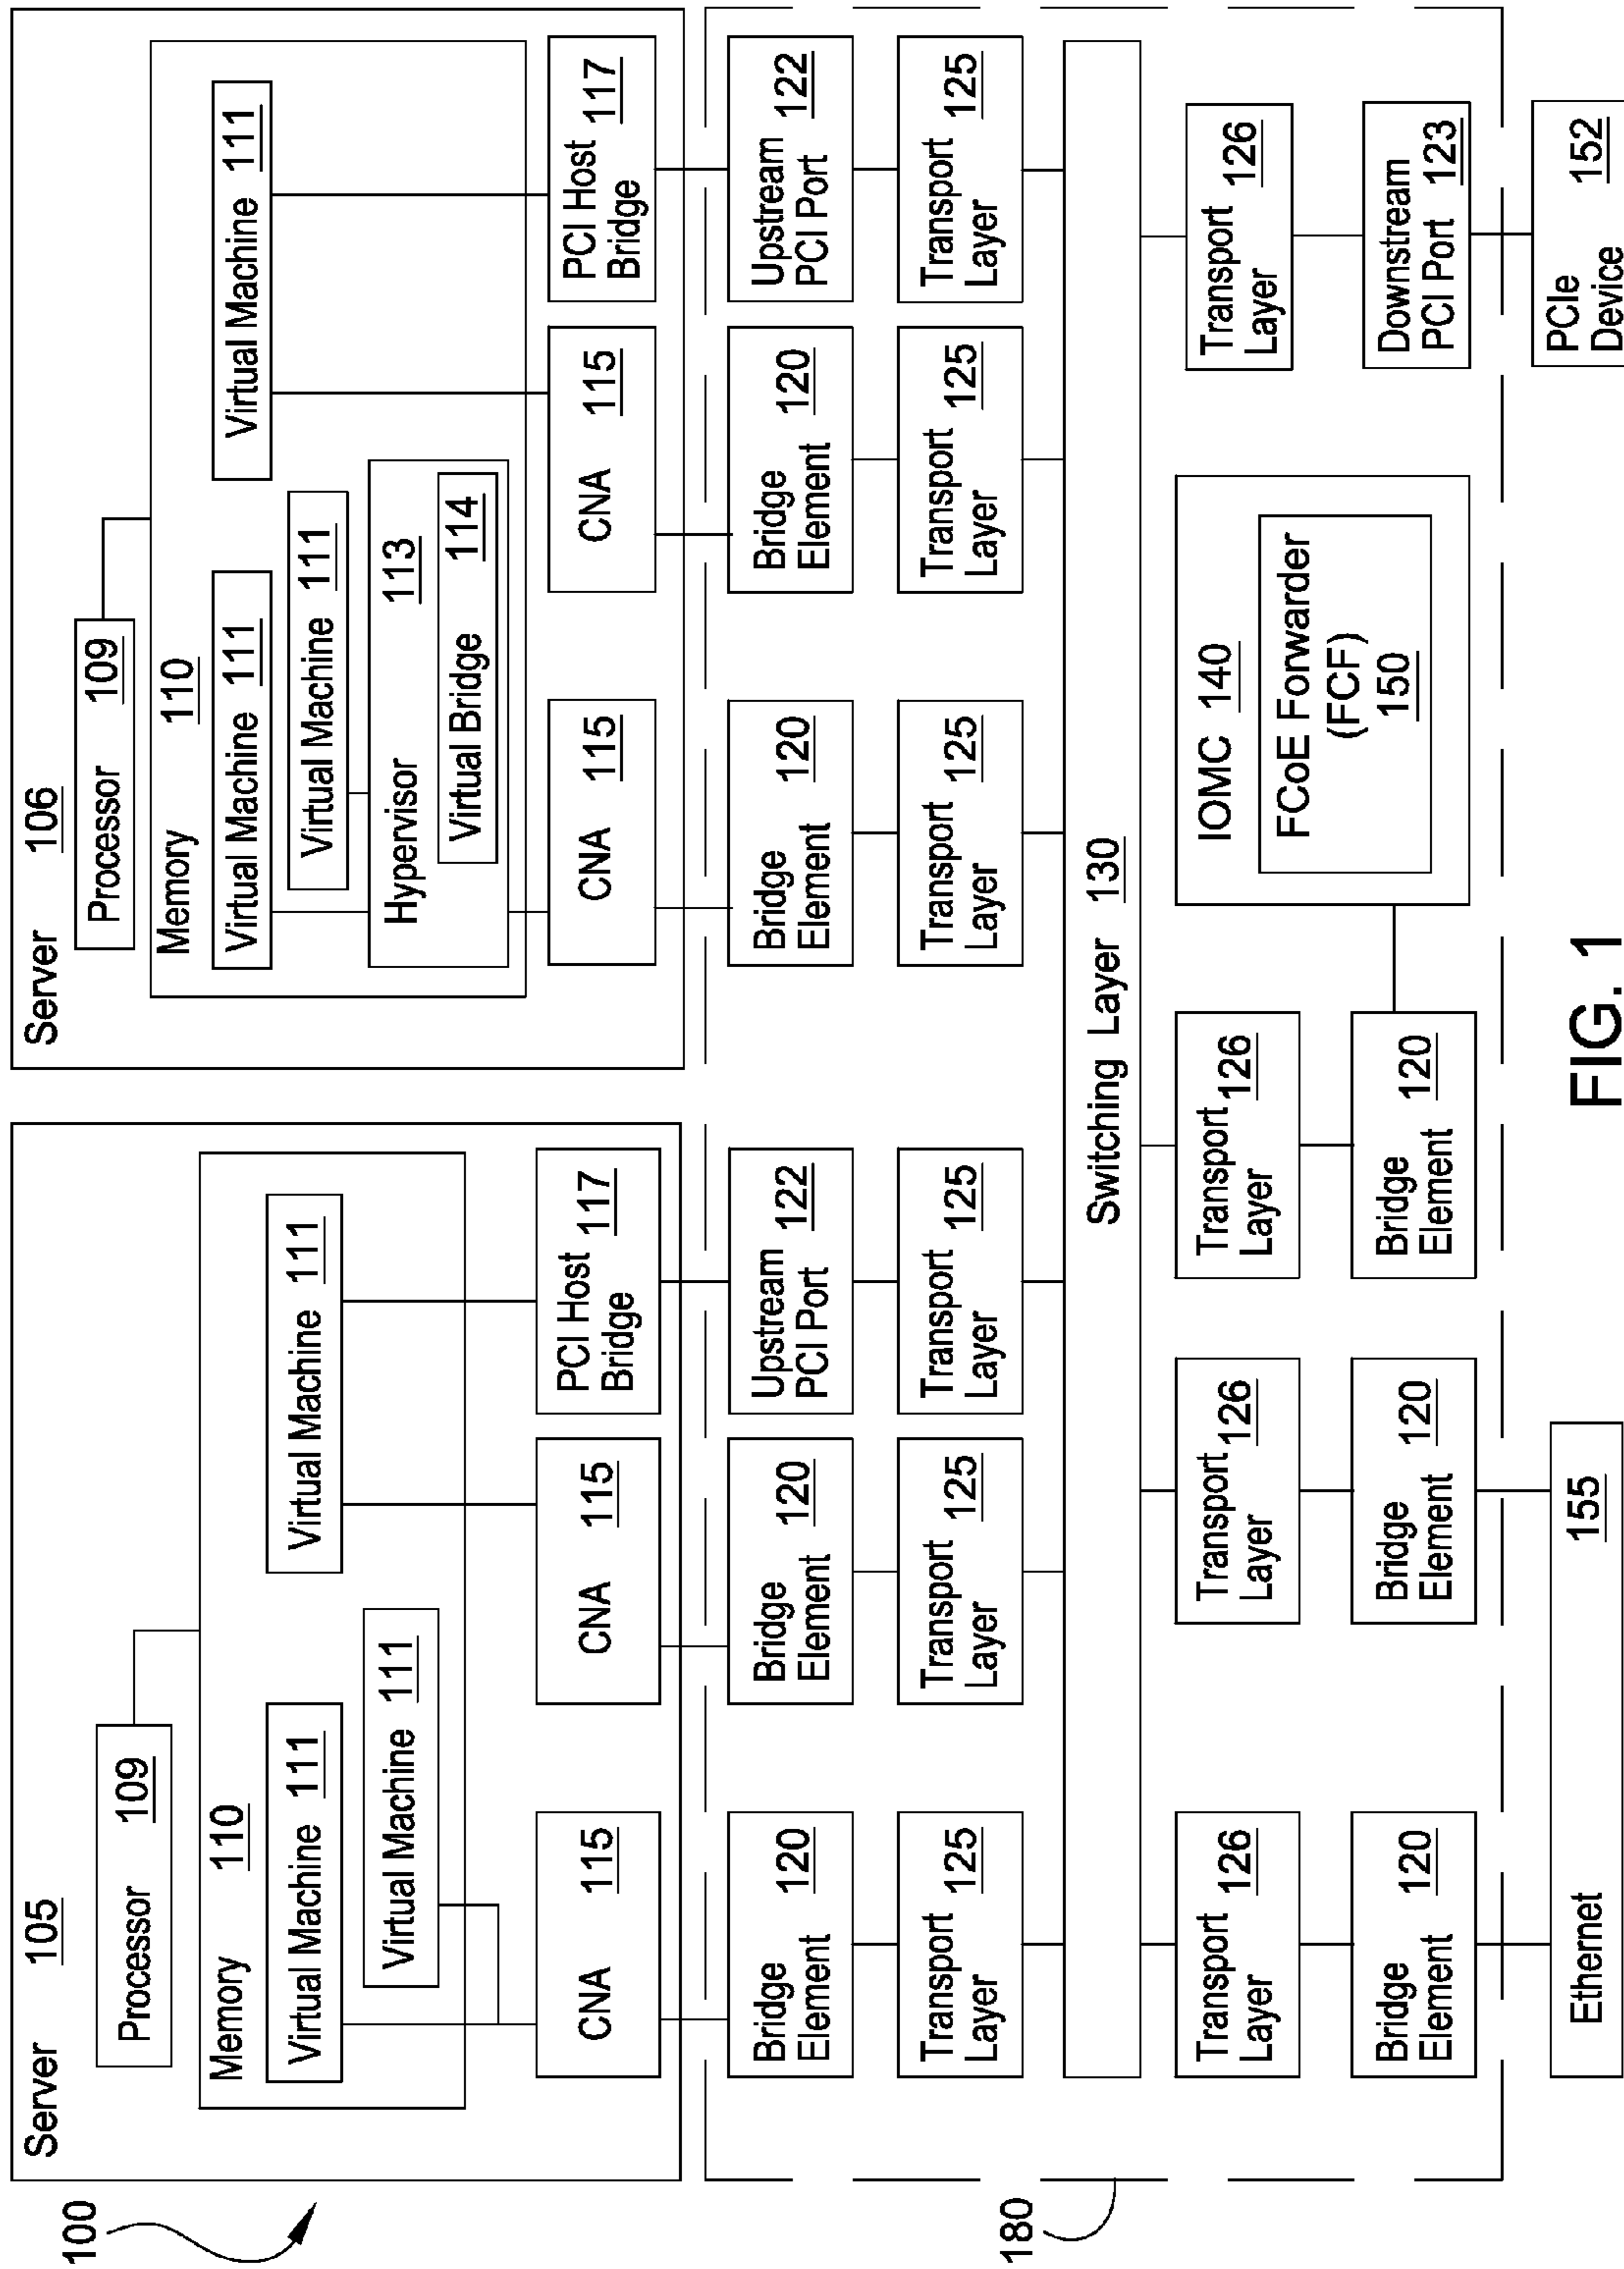 100
Server 105
Processor 109
Memory 110
Virtual Machine 111
Virtual Machine 111
Virtual Machine 111
CNA 115
CNA 115
PCI Host
Bridge 117
Server 106
Processor 109
Memory 110
Virtual Machine 111
Virtual Machine 111
Virtual Machine 111
Hypervisor 113
Virtual Bridge 114
CNA 115
CNA 115
PCI Host
Bridge 117
180
Bridge
Element 120
Bridge
Element 120
Upstream
PCI Port 122
Bridge
Element 120
Bridge
Element 120
Upstream
PCI Port 122
Transport
Layer 125
Transport
Layer 125
Transport
Layer 125
Transport
Layer 125
Transport
Layer 125
Transport
Layer 125
Switching Layer 130
Transport
Layer 126
Transport
Layer 126
Transport
Layer 126
IOMC 140
FCoE Forwarder
(FCF)
150
Transport
Layer 126
Bridge
Element 120
Bridge
Element 120
Bridge
Element 120
Downstream
PCI Port 123
Ethernet 155
PCIe
Device 152
FIG. 1